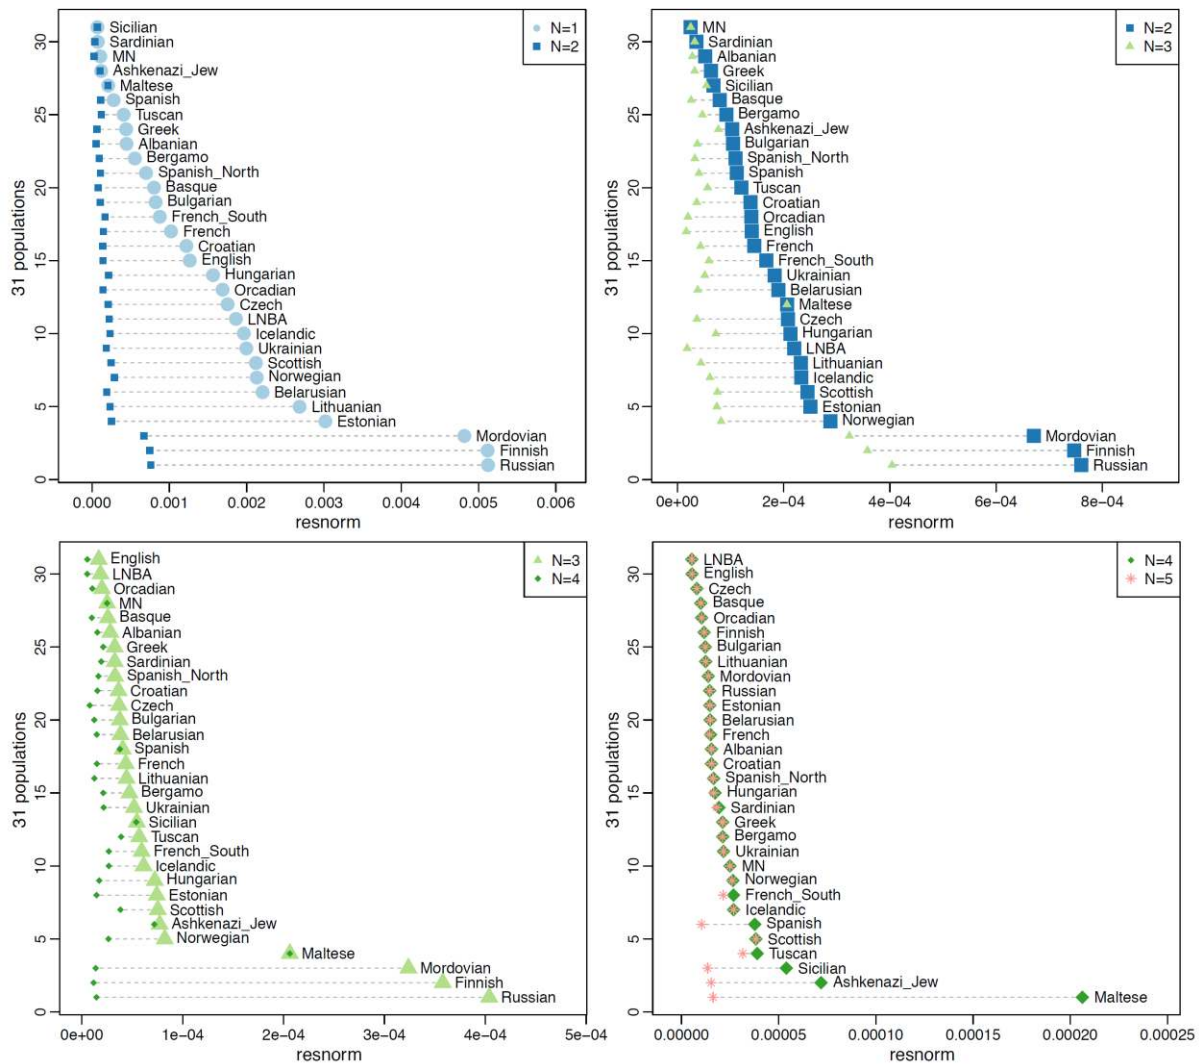 Sicilian
Sardinian
MN
Ashkenazi_Jew
Maltese
Spanish
Tuscan
Greek
Albanian
Bergamo
Spanish_North
Basque
Bulgarian
French_South
French
Croatian
English
Hungarian
Orcadian
Czech
LNBA
Icelandic
Ukrainian
Scottish
Norwegian
Belarusian
Lithuanian
Estonian
Mordovian
Finnish
Russian
N=1
N=2
31 populations
0 5 10 15 20 25 30
0.000 0.001 0.002 0.003 0.004 0.005 0.006
resnorm
MN
Sardinian
Albanian
Greek
Sicilian
Basque
Bergamo
Ashkenazi_Jew
Bulgarian
Spanish_North
Spanish
Tuscan
Croatian
Orcadian
English
French
French_South
Ukrainian
Belarusian
Maltese
Czech
Hungarian
LNBA
Lithuanian
Icelandic
Scottish
Estonian
Norwegian
Mordovian
Finnish
Russian
N=2
N=3
31 populations
0 5 10 15 20 25 30
0e+00 2e-04 4e-04 6e-04 8e-04
resnorm
English
LNBA
Orcadian
MN
Basque
Albanian
Greek
Sardinian
Spanish_North
Croatian
Czech
Bulgarian
Belarusian
Spanish
French
Lithuanian
Bergamo
Ukrainian
Sicilian
Tuscan
French_South
Icelandic
Hungarian
Estonian
Scottish
Ashkenazi_Jew
Norwegian
Maltese
Mordovian
Finnish
Russian
N=3
N=4
31 populations
0 5 10 15 20 25 30
0e+00 1e-04 2e-04 3e-04 4e-04 5e-04
resnorm
LNBA
English
Czech
Basque
Orcadian
Finnish
Bulgarian
Lithuanian
Mordovian
Russian
Estonian
Belarusian
French
Albanian
Croatian
Spanish_North
Hungarian
Sardinian
Greek
Bergamo
Ukrainian
MN
Norwegian
French_South
Icelandic
Spanish
Scottish
Tuscan
Sicilian
Ashkenazi_Jew
Maltese
N=4
N=5
31 populations
0 5 10 15 20 25 30
0.00000 0.00005 0.00010 0.00015 0.00020 0.00025
resnorm